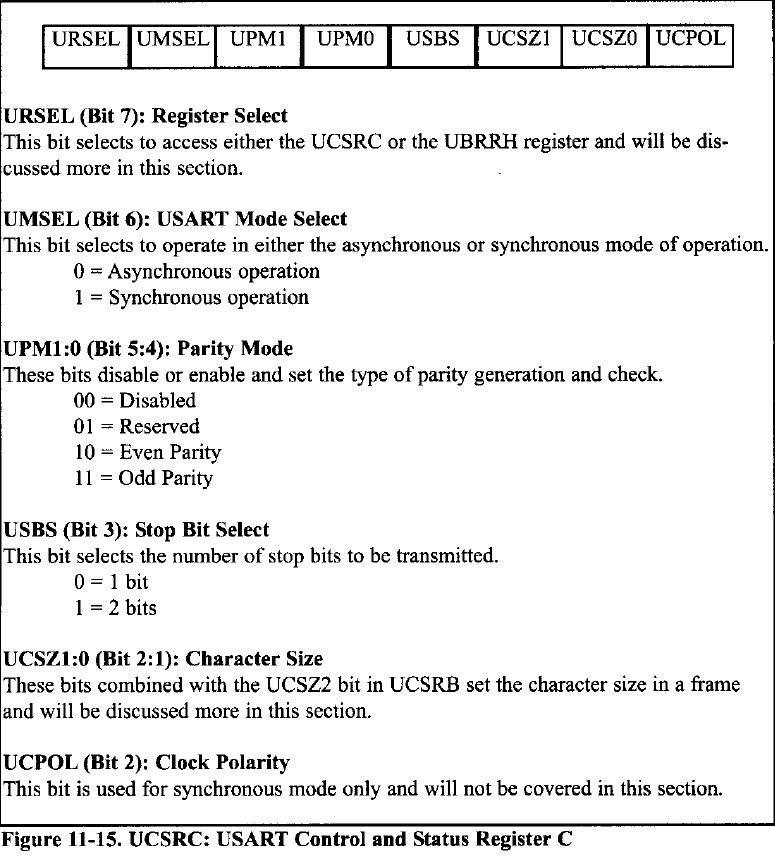 URSEL UMSEL UPM1 UPM0 USBS UCSZ1 UCSZ0 UCPOL
URSEL (Bit 7): Register Select
This bit selects to access either the UCSRC or the UBRRH register and will be dis-
cussed more in this section.
UMSEL (Bit 6): USART Mode Select
This bit selects to operate in either the asynchronous or synchronous mode of operation.
0 = Asynchronous operation
1 = Synchronous operation
UPM1:0 (Bit 5:4): Parity Mode
These bits disable or enable and set the type of parity generation and check.
00 = Disabled
01 = Reserved
10 = Even Parity
11 = Odd Parity
USBS (Bit 3): Stop Bit Select
This bit selects the number of stop bits to be transmitted.
0 = 1 bit
1 = 2 bits
UCSZ1:0 (Bit 2:1): Character Size
These bits combined with the UCSZ2 bit in UCSRB set the character size in a frame
and will be discussed more in this section.
UCPOL (Bit 2): Clock Polarity
This bit is used for synchronous mode only and will not be covered in this section.
Figure 11-15. UCSRC: USART Control and Status Register C